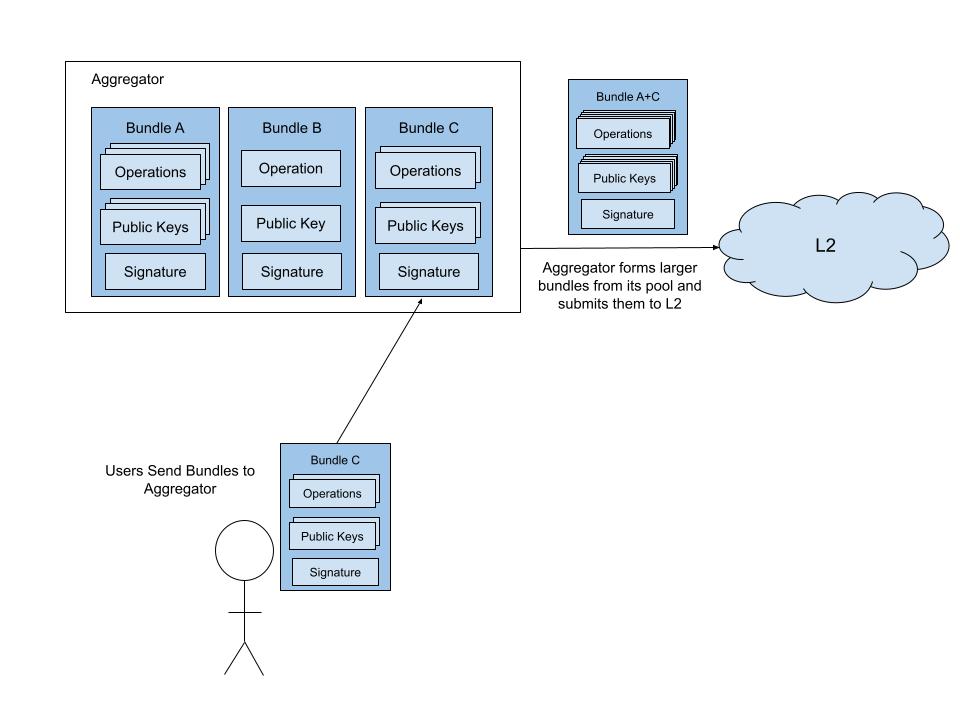 Aggregator
Bundle A
Operations
Public Keys
Signature
Bundle B
Operation
Public Key
Signature
Bundle C
Operations
Public Keys
Signature
Bundle A+C
Operations
Public Keys
Signature
Aggregator forms larger
bundles from its pool and
submits them to L2
L2
Users Send Bundles to
Aggregator
Bundle C
Operations
Public Keys
Signature